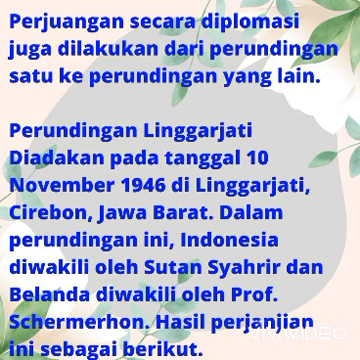 Perjuangan secara diplomasi
juga dilakukan dari perundingan
satu ke perundingan yang lain.
Perundingan Linggarjati
Diadakan pada tanggal 10
November 1946 di Linggarjati,
Cirebon, Jawa Barat. Dalam
perundingan ini, Indonesia
diwakili oleh Sutan Syahrir dan
Belanda diwakili oleh Prof.
Schermerhon. Hasil perjanjian
ini sebagai berikut.
VIVAVIDEO